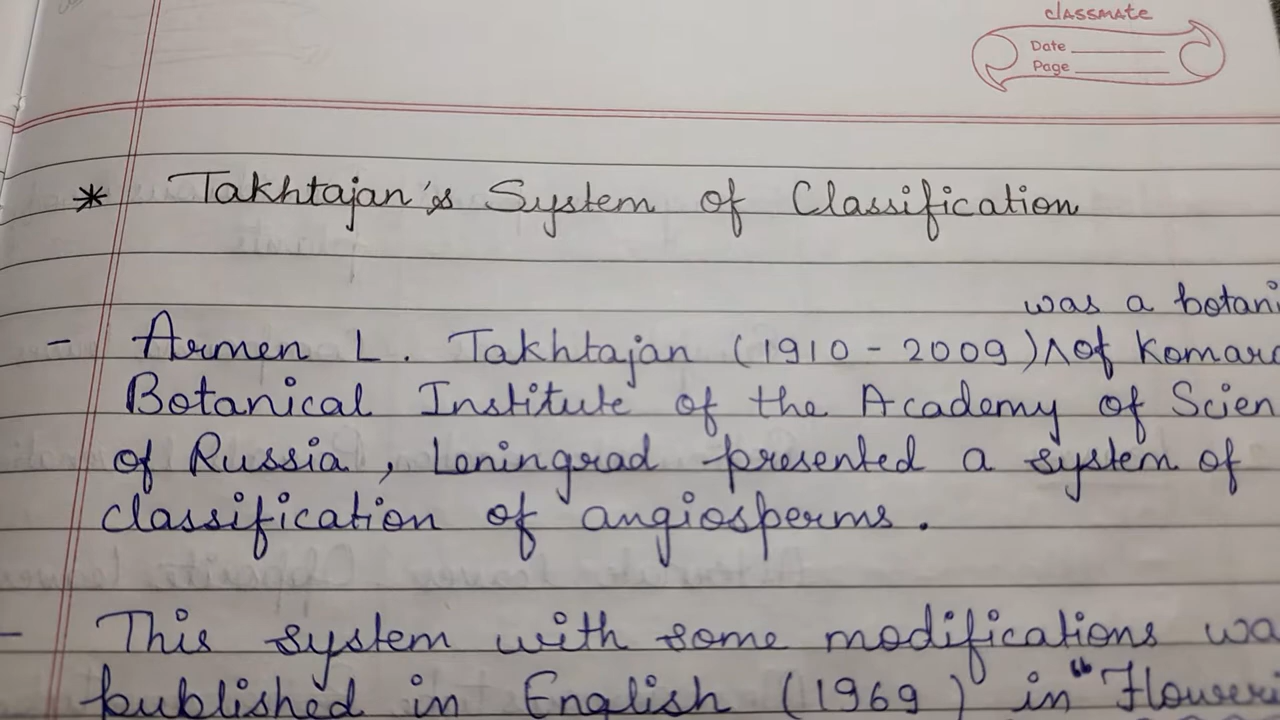 classmate
Date
Page
* Takhtajan's System of Classification
was a botani
- Armen L. Takhtajan (1910 - 2009) ∧ of Komaro
Botanical Institute of the Academy of Scien
of Russia, Leningrad presented a system of
classification of angiosperms.
- This system with some modifications wa
published in English (1969) in "Floweri